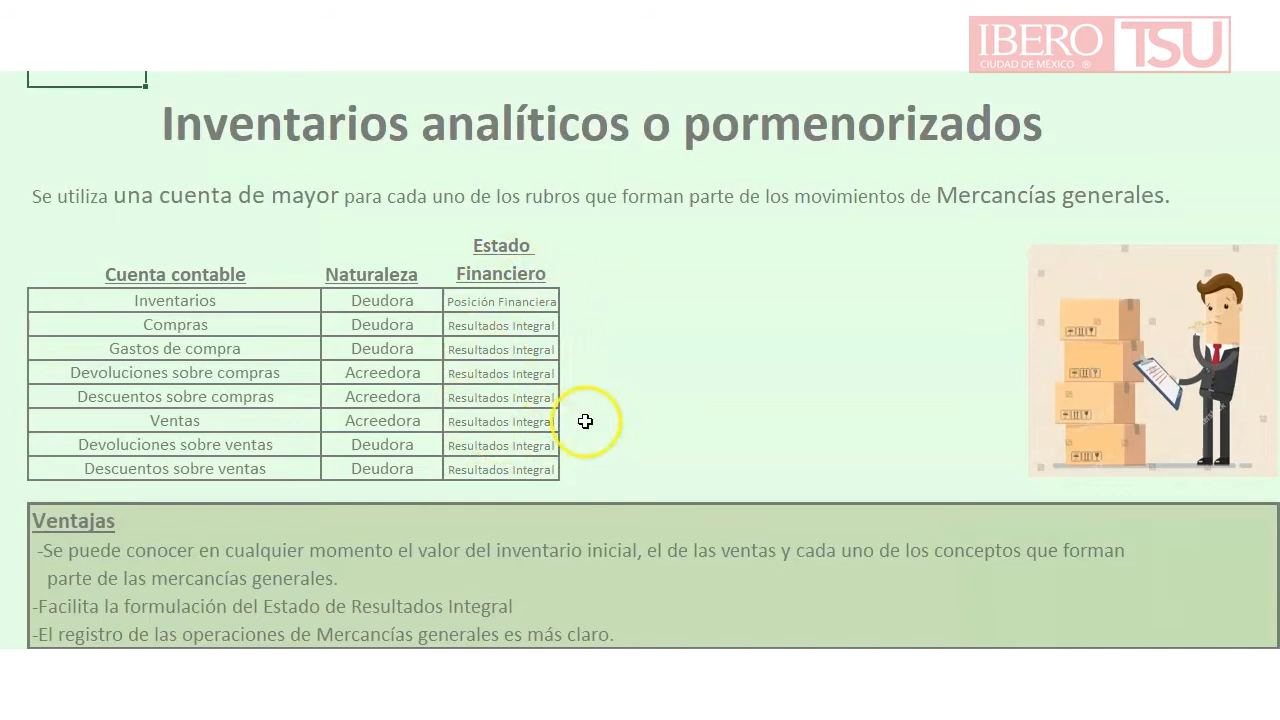 IBERO TSU
CIUDAD DE MÉXICO ®
Inventarios analíticos o pormenorizados
Se utiliza una cuenta de mayor para cada uno de los rubros que forman parte de los movimientos de Mercancías generales.
Estado
Cuenta contable Naturaleza Financiero
Inventarios Deudora Posición Financiera
Compras Deudora Resultados Integral
Gastos de compra Deudora Resultados Integral
Devoluciones sobre compras Acreedora Resultados Integral
Descuentos sobre compras Acreedora Resultados Integral
Ventas Acreedora Resultados Integral
Devoluciones sobre ventas Deudora Resultados Integral
Descuentos sobre ventas Deudora Resultados Integral
Ventajas
-Se puede conocer en cualquier momento el valor del inventario inicial, el de las ventas y cada uno de los conceptos que forman
parte de las mercancías generales.
-Facilita la formulación del Estado de Resultados Integral
-El registro de las operaciones de Mercancías generales es más claro.